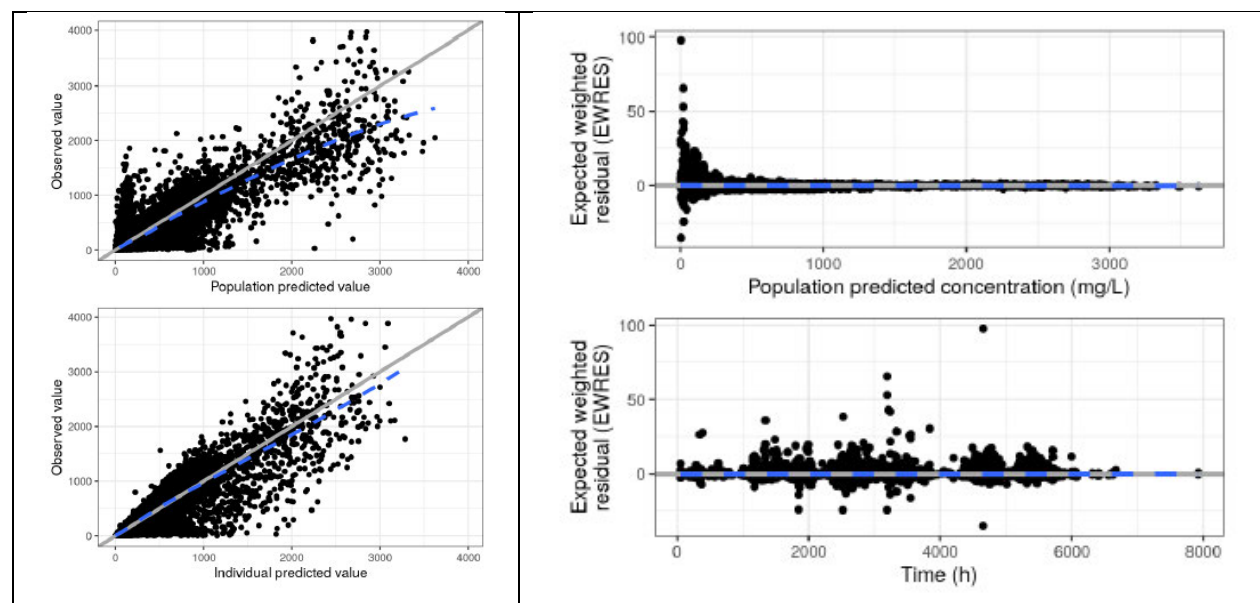 4000
3000
2000
1000
0
Observed value
0 1000 2000 3000 4000
Population predicted value
4000
3000
2000
1000
0
Observed value
0 1000 2000 3000 4000
Individual predicted value
100
50
0
Expected weighted
residual (EWRES)
0 1000 2000 3000
Population predicted concentration (mg/L)
100
50
0
Expected weighted
residual (EWRES)
0 2000 4000 6000 8000
Time (h)